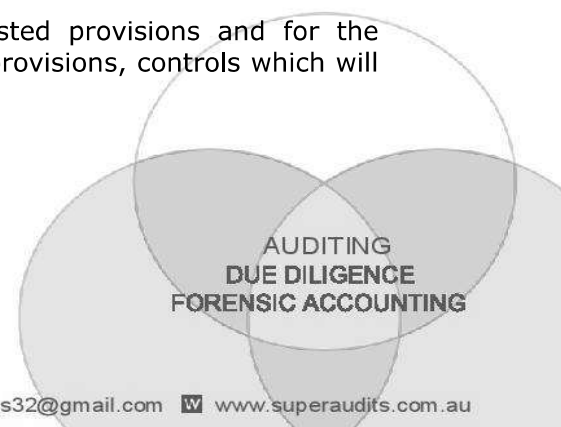 sted provisions and for the
provisions, controls which will
AUDITING
DUE DILIGENCE
FORENSIC ACCOUNTING
s32@gmail.com W www.superaudits.com.au